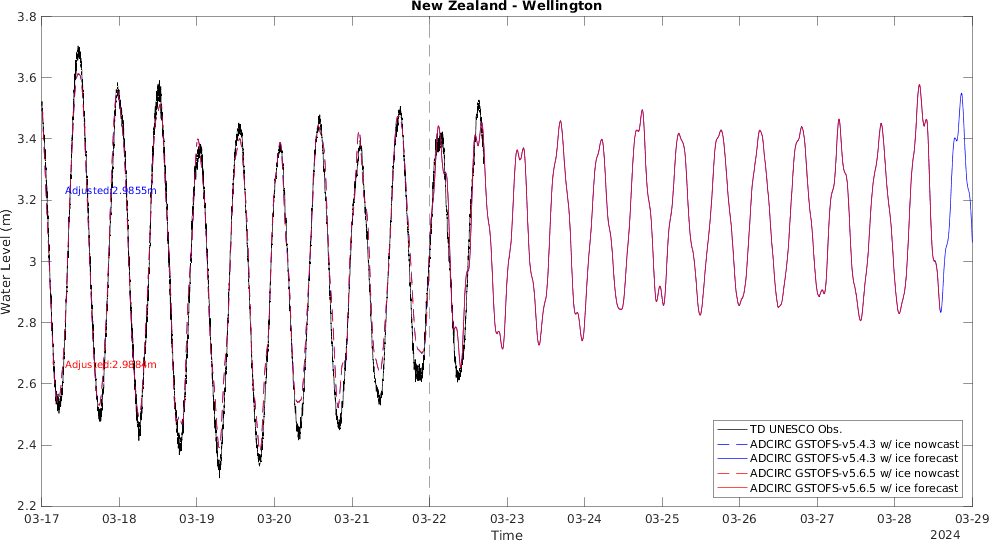 New Zealand - Wellington
3.8
3.6
3.4
3.2
3
2.8
2.6
2.4
2.2
Water Level (m)
Adjusted:2.9855m
Adjusted:2.9884m
TD UNESCO Obs.
ADCIRC GSTOFS-v5.4.3 w/ ice nowcast
ADCIRC GSTOFS-v5.4.3 w/ ice forecast
ADCIRC GSTOFS-v5.6.5 w/ ice nowcast
ADCIRC GSTOFS-v5.6.5 w/ ice forecast
03-17 03-18 03-19 03-20 03-21 03-22 03-23 03-24 03-25 03-26 03-27 03-28 03-29
Time
2024